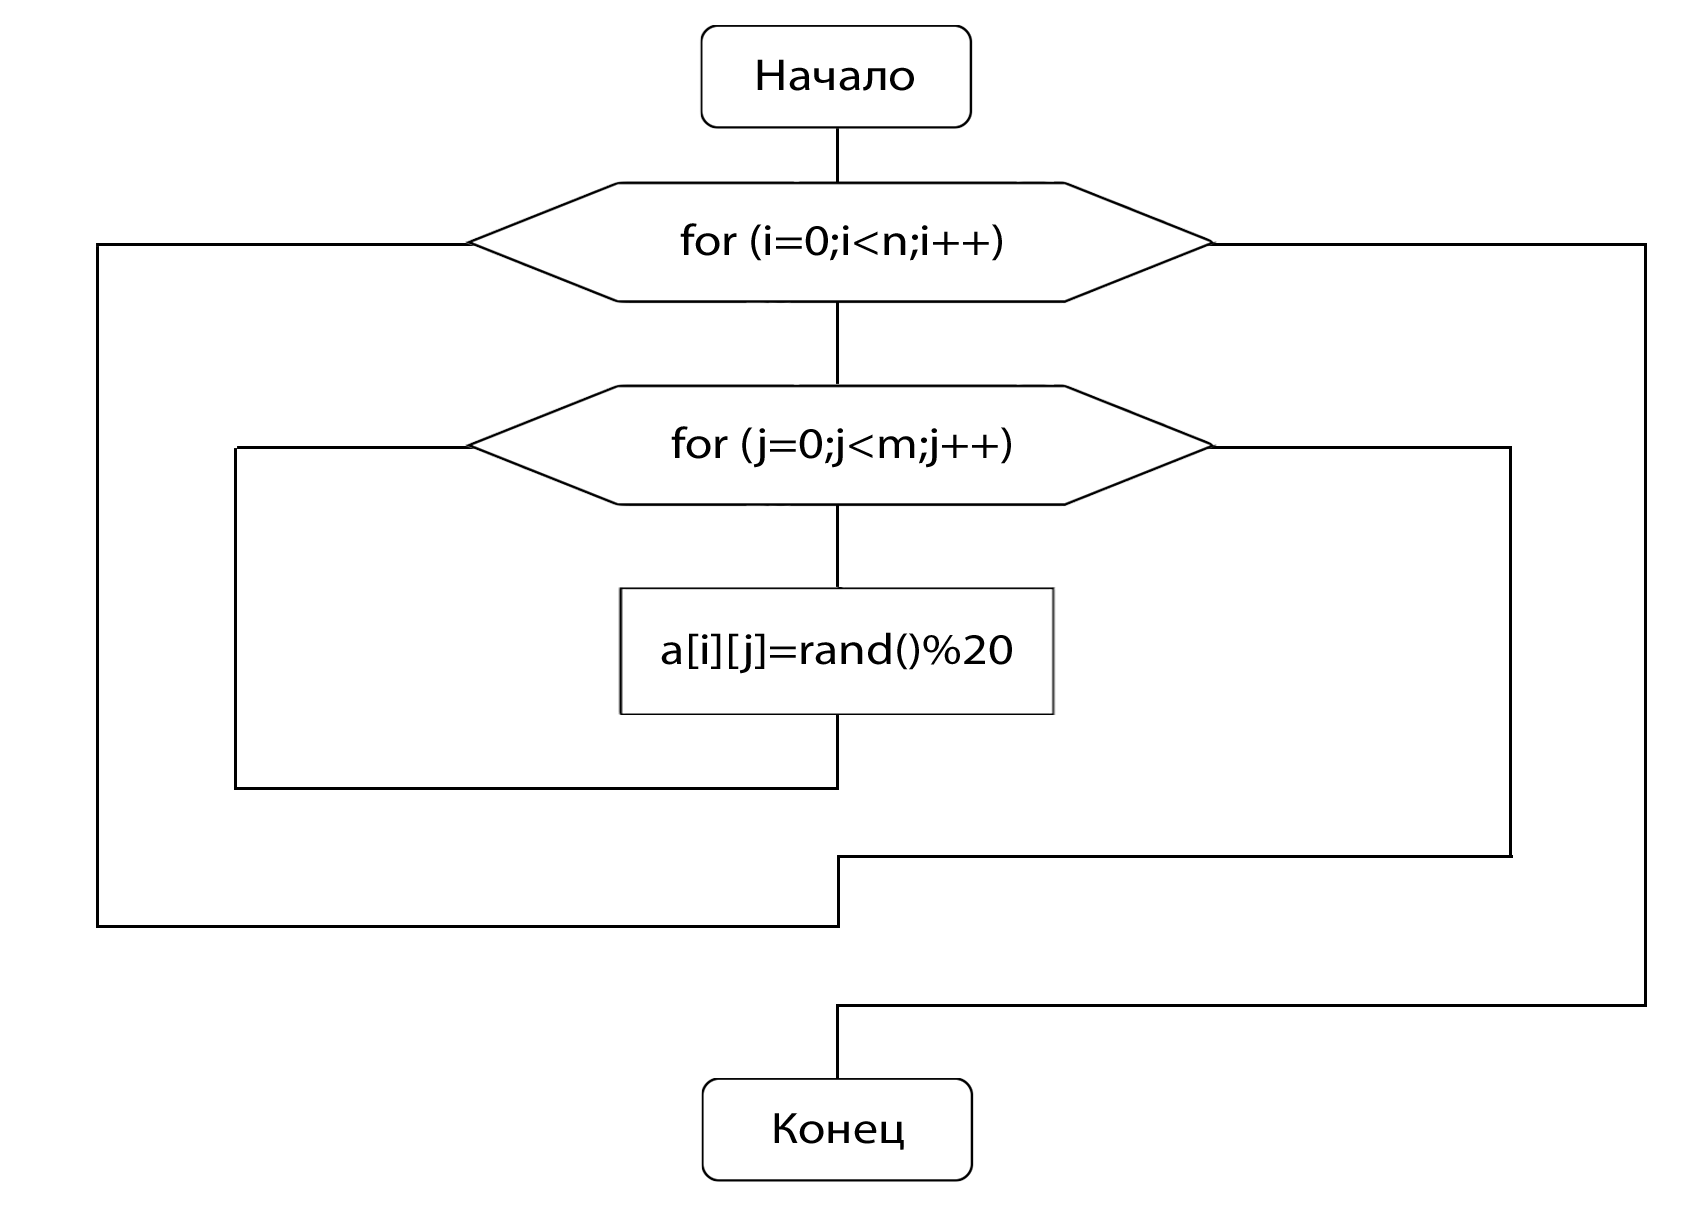 Начало
for (i=0;i<n;i++)
for (j=0;j<m;j++)
a[i][j]=rand()%20
Конец